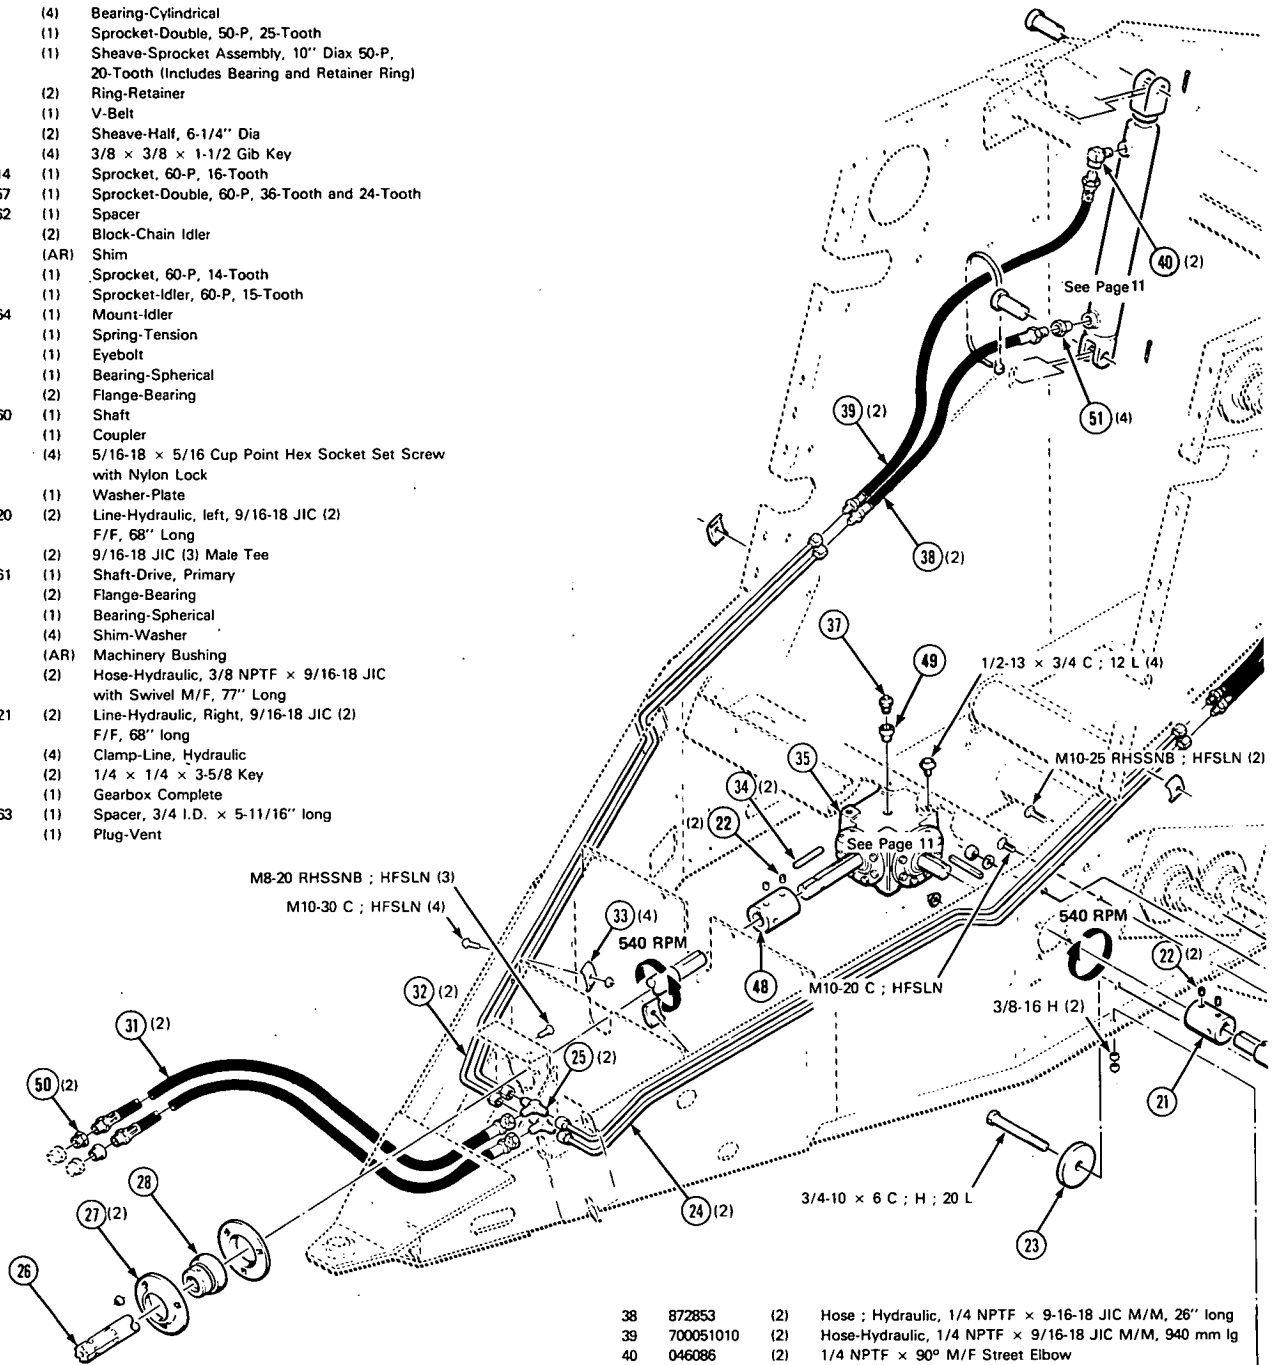 (4) Bearing-Cylindrical
(1) Sprocket-Double, 50-P, 25-Tooth
(1) Sheave-Sprocket Assembly, 10'' Diax 50-P,
20-Tooth (Includes Bearing and Retainer Ring)
(2) Ring-Retainer
(1) V-Belt
(2) Sheave-Half, 6-1/4'' Dia
(4) 3/8 × 3/8 × 1-1/2 Gib Key
14 (1) Sprocket, 60-P, 16-Tooth
57 (1) Sprocket-Double, 60-P, 36-Tooth and 24-Tooth
62 (1) Spacer
(2) Block-Chain Idler
(AR) Shim
(1) Sprocket, 60-P, 14-Tooth
(1) Sprocket-Idler, 60-P, 15-Tooth
64 (1) Mount-Idler
(1) Spring-Tension
(1) Eyebolt
(1) Bearing-Spherical
(2) Flange-Bearing
60 (1) Shaft
(1) Coupler
(4) 5/16-18 × 5/16 Cup Point Hex Socket Set Screw
with Nylon Lock
(1) Washer-Plate
20 (2) Line-Hydraulic, left, 9/16-18 JIC (2)
F/F, 68'' Long
(2) 9/16-18 JIC (3) Male Tee
61 (1) Shaft-Drive, Primary
(2) Flange-Bearing
(1) Bearing-Spherical
(4) Shim-Washer
(AR) Machinery Bushing
(2) Hose-Hydraulic, 3/8 NPTF × 9/16-18 JIC
with Swivel M/F, 77'' Long
21 (2) Line-Hydraulic, Right, 9/16-18 JIC (2)
F/F, 68'' long
(4) Clamp-Line, Hydraulic
(2) 1/4 × 1/4 × 3-5/8 Key
(1) Gearbox Complete
63 (1) Spacer, 3/4 I.D. × 5-11/16'' long
(1) Plug-Vent
40 (2)
See Page 11
51 (4)
39 (2)
38 (2)
37
49
1/2-13 × 3/4 C ; 12 L (4)
M10-25 RHSSNB ; HFSLN (2)
35
34 (2)
(2) 22
See Page 11
M8-20 RHSSNB ; HFSLN (3)
M10-30 C ; HFSLN (4)
33 (4)
540 RPM
540 RPM
22 (2)
48
M10-20 C ; HFSLN
3/8-16 H (2)
32 (2)
31 (2)
25 (2)
50 (2)
21
3/4-10 × 6 C ; H ; 20 L
23
24 (2)
28
27 (2)
26
38 872853 (2) Hose ; Hydraulic, 1/4 NPTF × 9-16-18 JIC M/M, 26'' long
39 700051010 (2) Hose-Hydraulic, 1/4 NPTF × 9/16-18 JIC M/M, 940 mm lg
40 046086 (2) 1/4 NPTF × 90º M/F Street Elbow